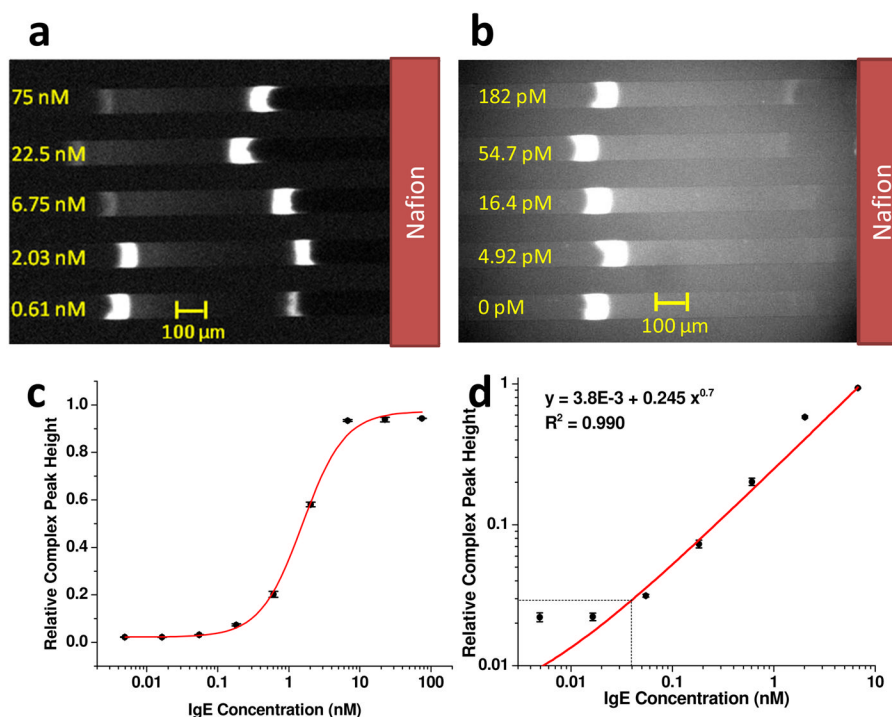 a
75 nM
22.5 nM
6.75 nM
2.03 nM
0.61 nM
100 µm
Nafion
b
182 pM
54.7 pM
16.4 pM
4.92 pM
0 pM
100 µm
Nafion
c
Relative Complex Peak Height
1.0
0.8
0.6
0.4
0.2
0.0
0.01
0.1
1
10
100
IgE Concentration (nM)
d
y = 3.8E-3 + 0.245 x^0.7
R² = 0.990
Relative Complex Peak Height
1
0.1
0.01
0.01
0.1
1
10
IgE Concentration (nM)